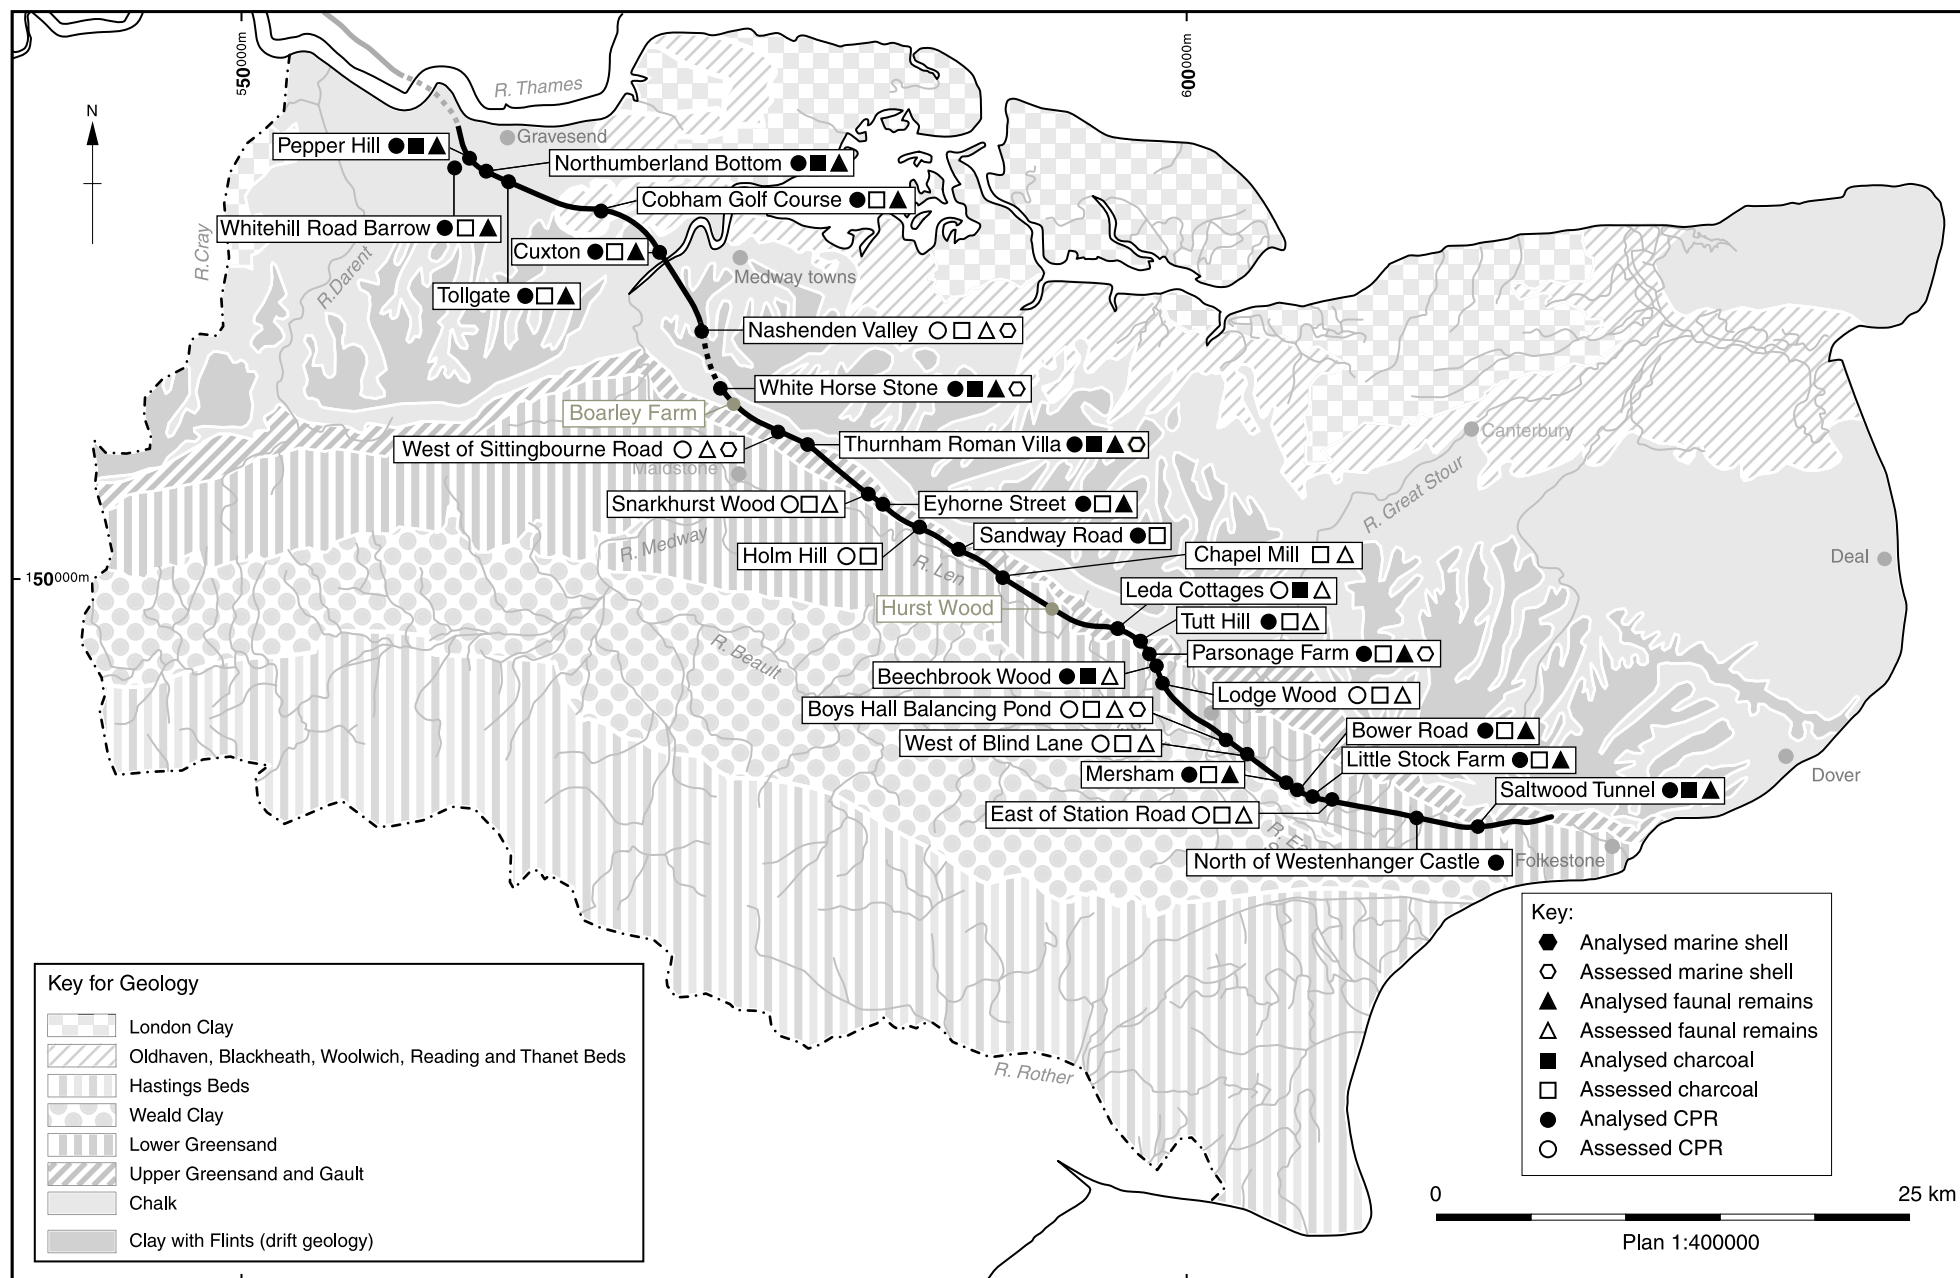 550000m
600000m
N
R. Thames
Gravesend
Pepper Hill
Northumberland Bottom
Cobham Golf Course
Whitehill Road Barrow
R.Cray
Cuxton
R.Darent
Medway towns
Tollgate
Nashenden Valley
White Horse Stone
Boarley Farm
Canterbury
Thurnham Roman Villa
West of Sittingbourne Road
Maidstone
R. Great Stour
Snarkhurst Wood
Eyhorne Street
Sandway Road
R. Medway
Holm Hill
Chapel Mill
Deal
R. Len
150000m
Leda Cottages
Hurst Wood
Tutt Hill
R. Beault
Parsonage Farm
Beechbrook Wood
Lodge Wood
Boys Hall Balancing Pond
Bower Road
West of Blind Lane
Little Stock Farm
Mersham
Dover
Saltwood Tunnel
East of Station Road
R. Ea
North of Westenhanger Castle
Folkestone
R. Rother
Key for Geology
London Clay
Oldhaven, Blackheath, Woolwich, Reading and Thanet Beds
Hastings Beds
Weald Clay
Lower Greensand
Upper Greensand and Gault
Chalk
Clay with Flints (drift geology)
Key:
Analysed marine shell
Assessed marine shell
Analysed faunal remains
Assessed faunal remains
Analysed charcoal
Assessed charcoal
Analysed CPR
Assessed CPR
0 25 km
Plan 1:400000